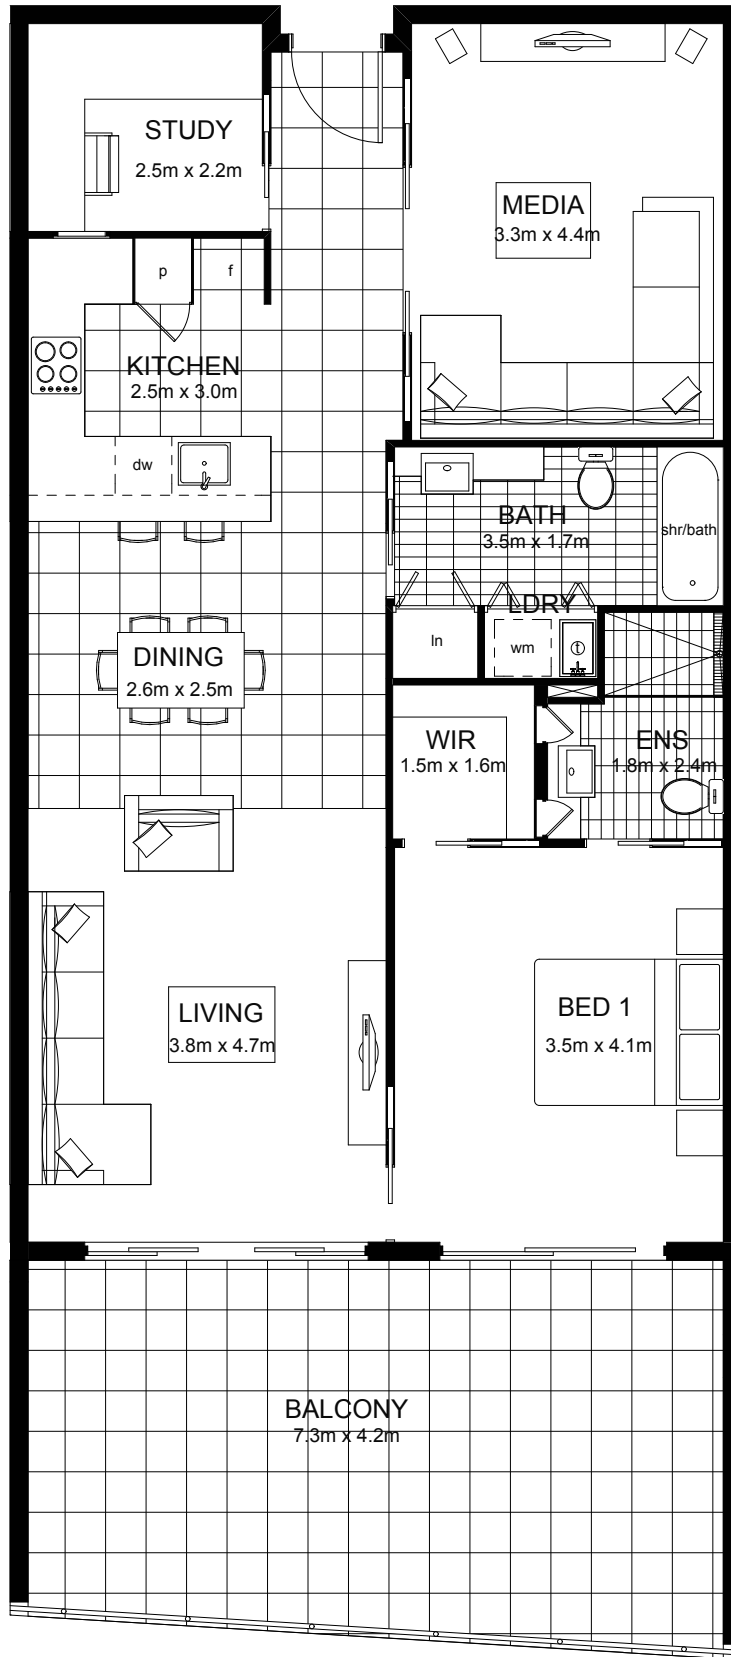 STUDY
2.5m x 2.2m
MEDIA
3.3m x 4.4m
p
f
KITCHEN
2.5m x 3.0m
dw
BATH
3.5m x 1.7m
shr/bath
LDRY
ln
wm
t
DINING
2.6m x 2.5m
WIR
1.5m x 1.6m
ENS
1.8m x 2.4m
LIVING
3.8m x 4.7m
BED 1
3.5m x 4.1m
BALCONY
7.3m x 4.2m